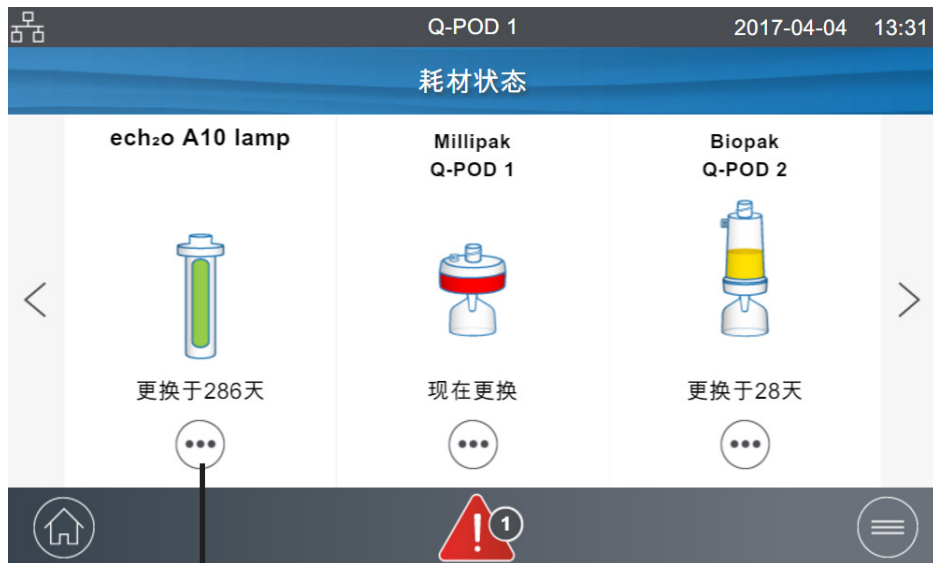 Q-POD 1
2017-04-04 13:31
耗材状态
ech₂o A10 lamp
更换于286天
Millipak
Q-POD 1
现在更换
Biopak
Q-POD 2
更换于28天
1